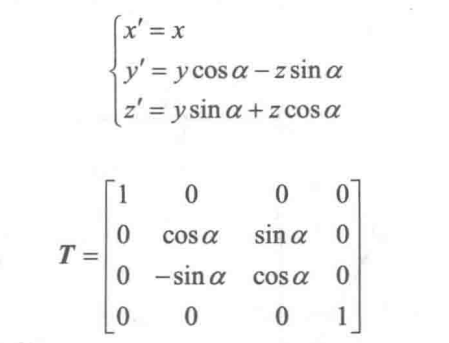 x′ = x
y′ = y cos α − z sin α
z′ = y sin α + z cos α
T =
1 0 0 0
0 cos α sin α 0
0 −sin α cos α 0
0 0 0 1